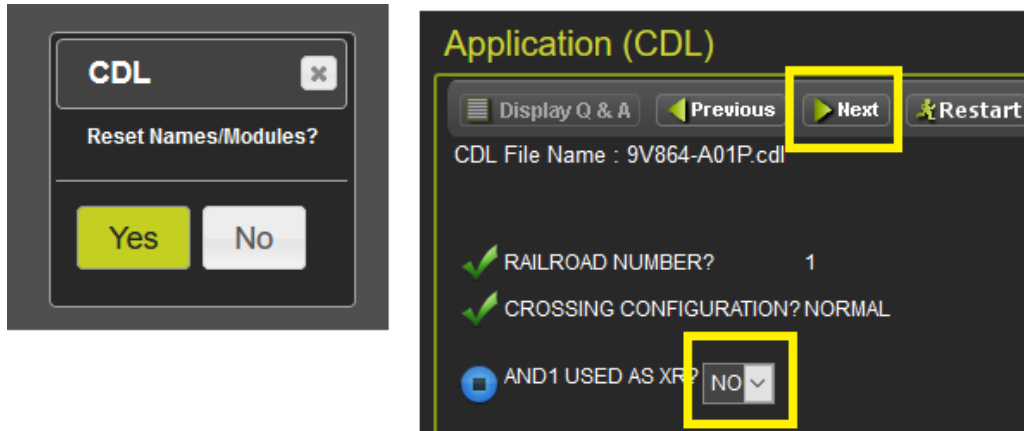 CDL
Reset Names/Modules?
Yes
No
Application (CDL)
Display Q & A Previous Next Restart
CDL File Name : 9V864-A01P.cdl
RAILROAD NUMBER? 1
CROSSING CONFIGURATION? NORMAL
AND1 USED AS XR? NO